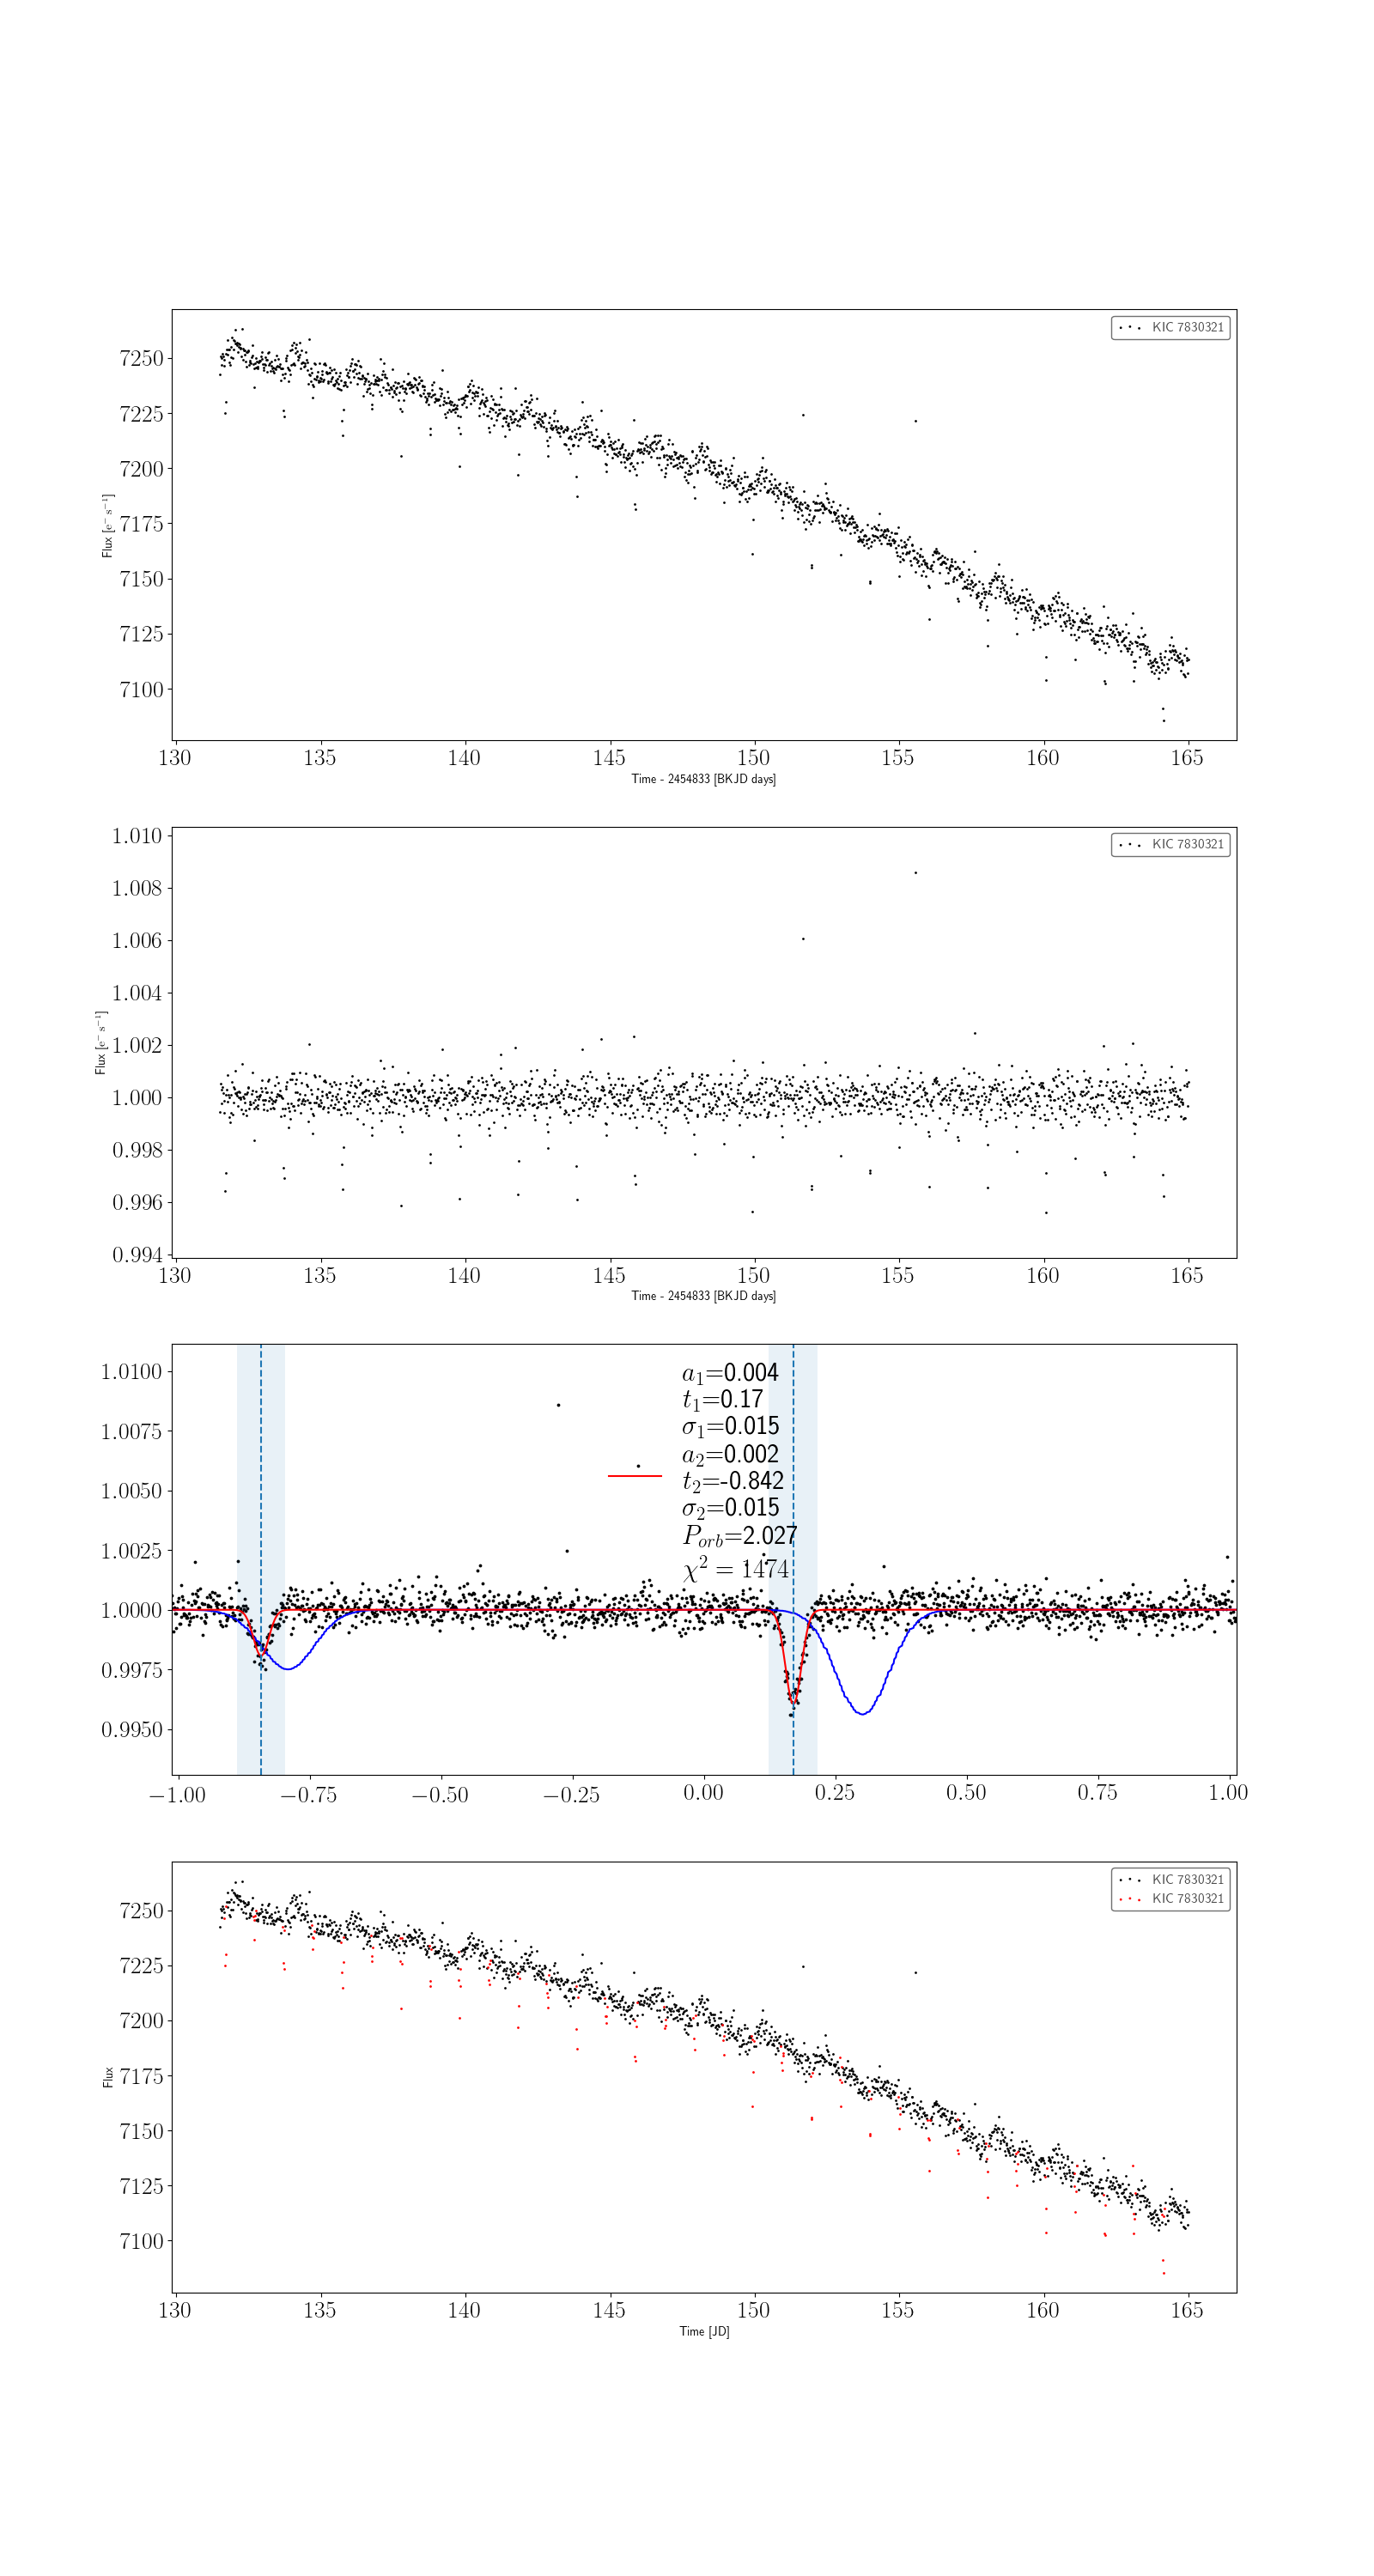 KIC 7830321
7250
7225
7200
7175
7150
7125
7100
Flux [e⁻ s⁻¹]
130 135 140 145 150 155 160 165
Time - 2454833 [BKJD days]
KIC 7830321
1.010
1.008
1.006
1.004
1.002
1.000
0.998
0.996
0.994
Flux [e⁻ s⁻¹]
130 135 140 145 150 155 160 165
Time - 2454833 [BKJD days]
1.0100
1.0075
1.0050
1.0025
1.0000
0.9975
0.9950
a₁=0.004
t₁=0.17
σ₁=0.015
a₂=0.002
t₂=-0.842
σ₂=0.015
P_orb=2.027
χ² = 1474
−1.00 −0.75 −0.50 −0.25 0.00 0.25 0.50 0.75 1.00
KIC 7830321
KIC 7830321
7250
7225
7200
7175
7150
7125
7100
Flux
130 135 140 145 150 155 160 165
Time [JD]